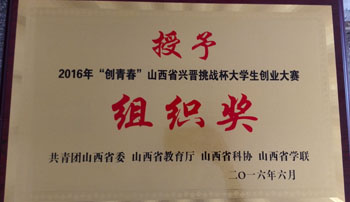 授予
2016年“创青春”山西省兴晋挑战杯大学生创业大赛
组织奖
共青团山西省委 山西省教育厅 山西省科协 山西省学联
二〇一六年六月